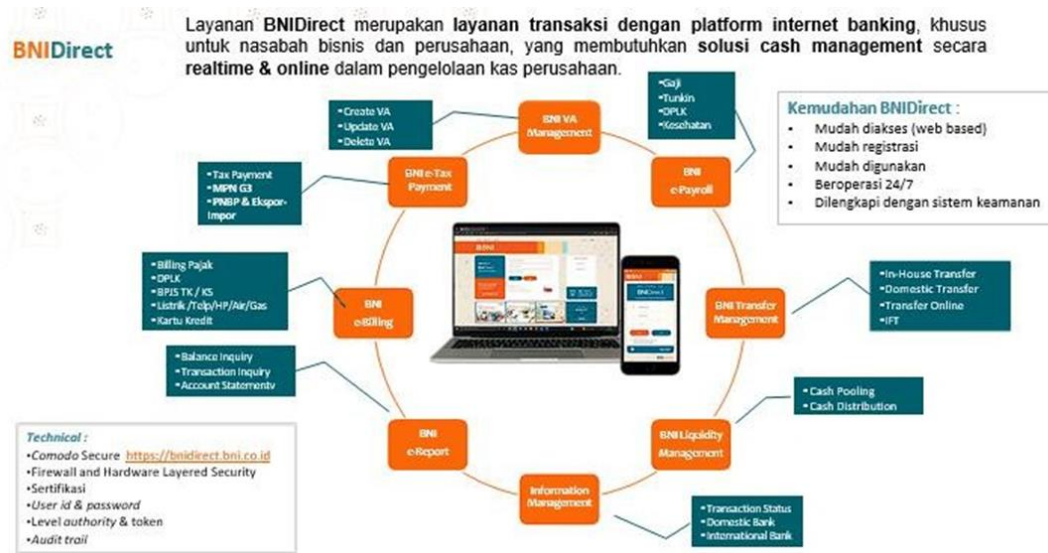 BNIDirect
Layanan BNIDirect merupakan layanan transaksi dengan platform internet banking, khusus
untuk nasabah bisnis dan perusahaan, yang membutuhkan solusi cash management secara
realtime & online dalam pengelolaan kas perusahaan.
•Create VA
•Update VA
•Delete VA
BNI VA
Management
•Gaji
•Tunkin
•DPLK
•Kesehatan
Kemudahan BNIDirect :
• Mudah diakses (web based)
• Mudah registrasi
• Mudah digunakan
• Beroperasi 24/7
• Dilengkapi dengan sistem keamanan
•Tax Payment
•MPN G3
•PNBP & Ekspor-
Impor
BNI e-Tax
Payment
BNI
e-Payroll
•Billing Pajak
•DPLK
•BPJS TK / KS
•Listrik /Telp/HP/Air/Gas
•Kartu Kredit
BNI
e-Billing
BNI
BNIDirect
BNI Transfer
Management
•In-House Transfer
•Domestic Transfer
•Transfer Online
•IFT
•Balance Inquiry
•Transaction Inquiry
•Account Statementv
BNI
e-Report
BNI Liquidity
Management
•Cash Pooling
•Cash Distribution
Information
Management
•Transaction Status
•Domestic Bank
•International Bank
Technical :
•Comodo Secure https://bnidirect.bni.co.id
•Firewall and Hardware Layered Security
•Sertifikasi
•User id & password
•Level authority & token
•Audit trail